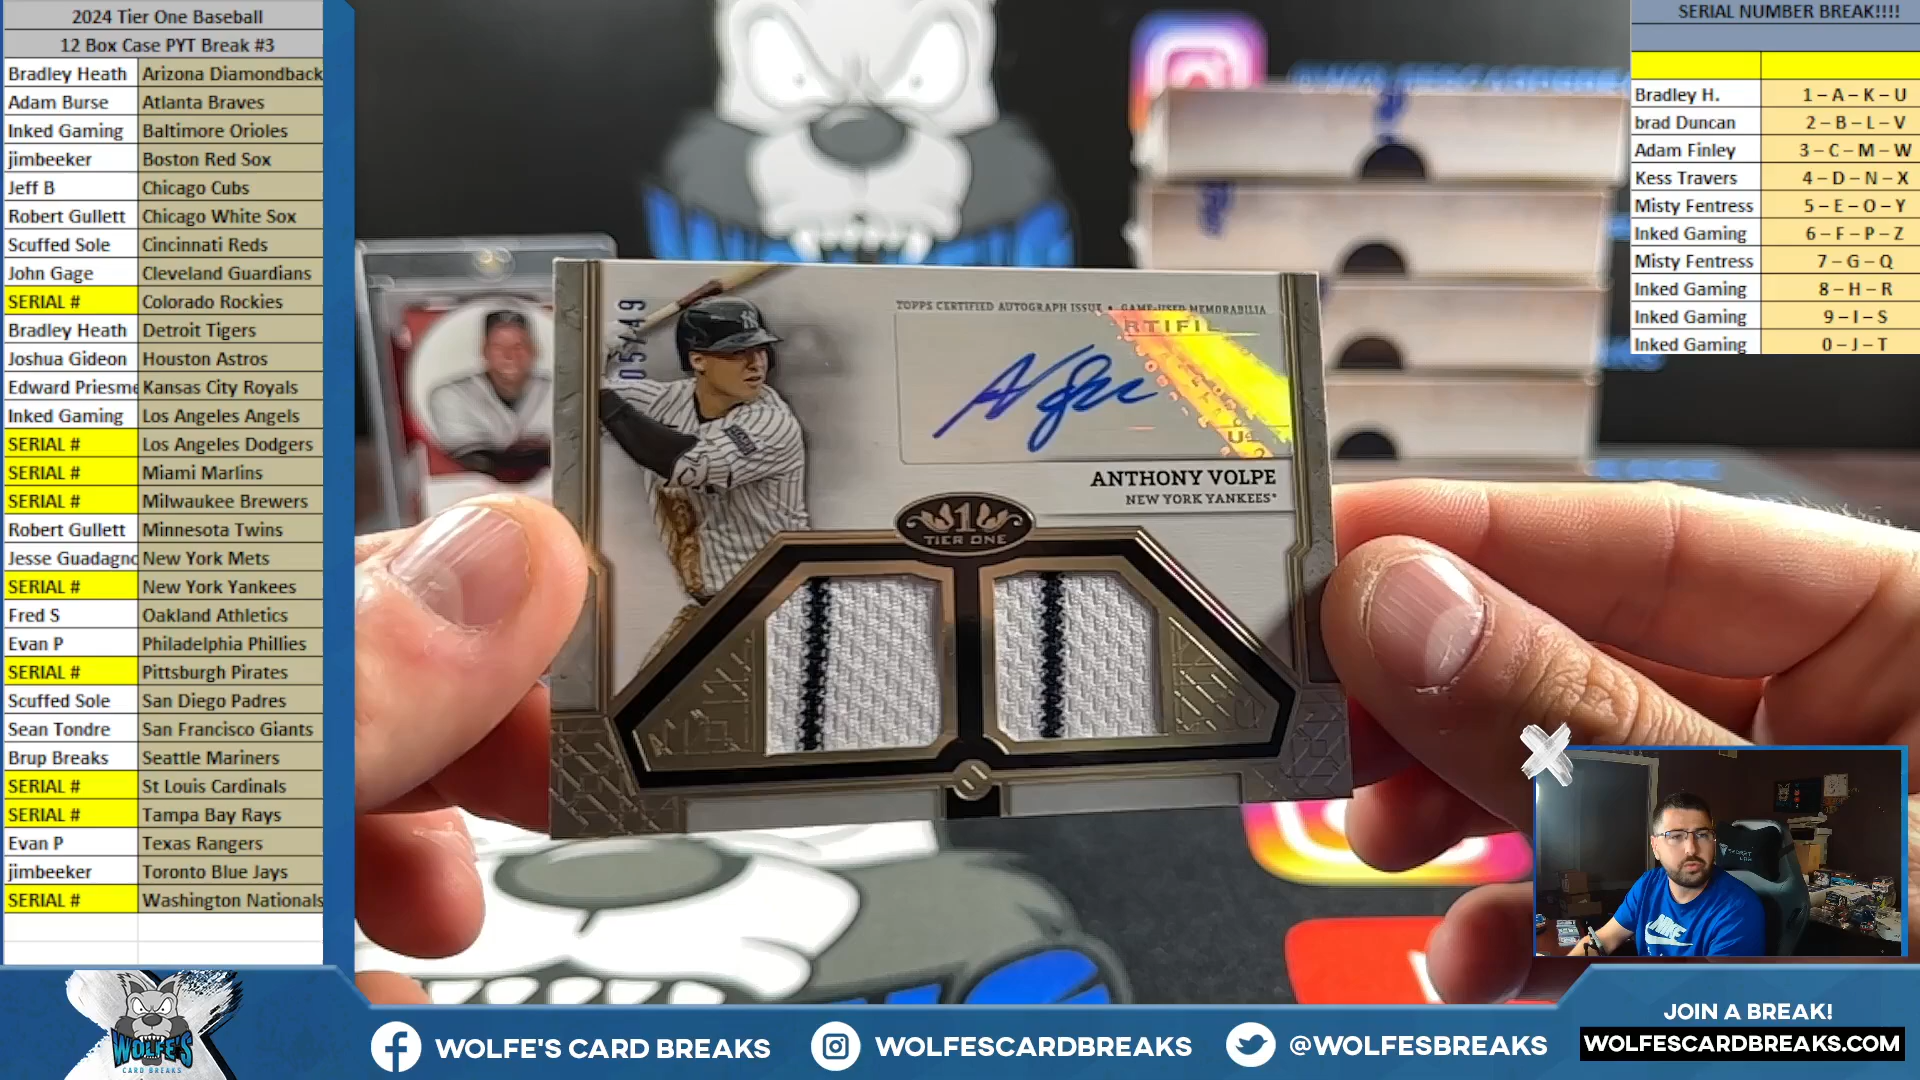 2024 Tier One Baseball
12 Box Case PYT Break #3
Bradley Heath Arizona Diamondback
Adam Burse Atlanta Braves
Inked Gaming Baltimore Orioles
jimbeeker Boston Red Sox
Jeff B Chicago Cubs
Robert Gullett Chicago White Sox
Scuffed Sole Cincinnati Reds
John Gage Cleveland Guardians
SERIAL # Colorado Rockies
Bradley Heath Detroit Tigers
Joshua Gideon Houston Astros
Edward Priesme Kansas City Royals
Inked Gaming Los Angeles Angels
SERIAL # Los Angeles Dodgers
SERIAL # Miami Marlins
SERIAL # Milwaukee Brewers
Robert Gullett Minnesota Twins
Jesse Guadagno New York Mets
SERIAL # New York Yankees
Fred S Oakland Athletics
Evan P Philadelphia Phillies
SERIAL # Pittsburgh Pirates
Scuffed Sole San Diego Padres
Sean Tondre San Francisco Giants
Brup Breaks Seattle Mariners
SERIAL # St Louis Cardinals
SERIAL # Tampa Bay Rays
Evan P Texas Rangers
jimbeeker Toronto Blue Jays
SERIAL # Washington Nationals
05/49
TOPPS CERTIFIED AUTOGRAPH ISSUE • GAME-USED MEMORABILIA
RTIFI
ANTHONY VOLPE
NEW YORK YANKEES
1
TIER ONE
SERIAL NUMBER BREAK!!!!
Bradley H. 1 – A – K – U
brad Duncan 2 – B – L – V
Adam Finley 3 – C – M – W
Kess Travers 4 – D – N – X
Misty Fentress 5 – E – O – Y
Inked Gaming 6 – F – P – Z
Misty Fentress 7 – G – Q
Inked Gaming 8 – H – R
Inked Gaming 9 – I – S
Inked Gaming 0 – J – T
WOLFE'S
CARD BREAKS
WOLFE'S CARD BREAKS
WOLFESCARDBREAKS
@WOLFESBREAKS
JOIN A BREAK!
WOLFESCARDBREAKS.COM